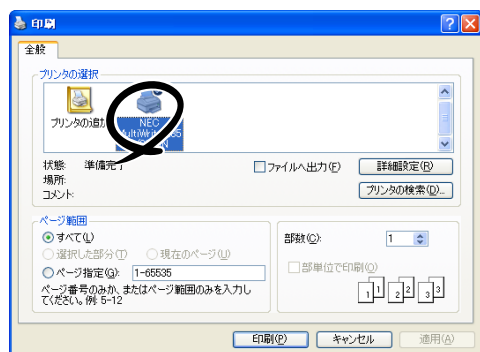 印刷
全般
プリンタの選択
プリンタの追加
NEC
状態: 準備完了
場所:
コメント:
ファイルへ出力(F)
詳細設定(R)
プリンタの検索(D)...
ページ範囲
すべて(L)
選択した部分(T) 現在のページ(U)
ページ指定(G): 1-65535
ページ番号のみか、またはページ範囲のみを入力し
てください。例: 5-12
部数(C): 1
部単位で印刷(O)
1 1 2 2 3 3
印刷(P) キャンセル 適用(A)